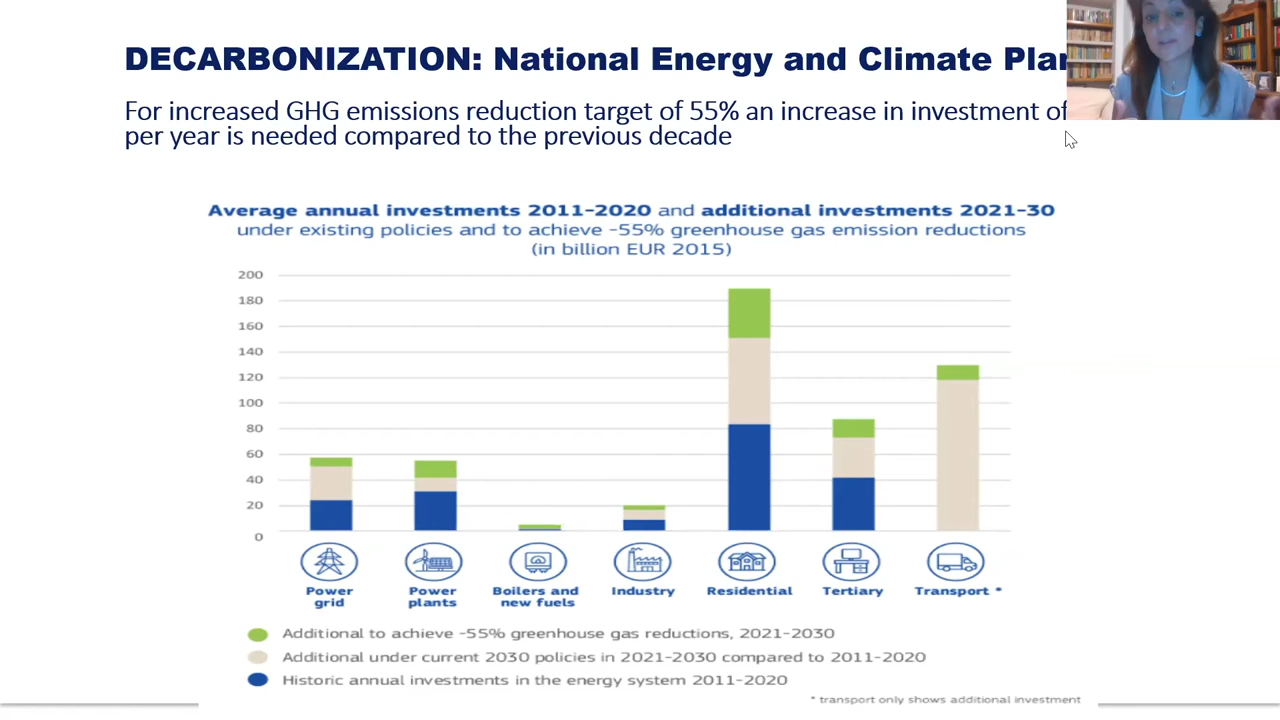 DECARBONIZATION: National Energy and Climate Plan
For increased GHG emissions reduction target of 55% an increase in investment of
per year is needed compared to the previous decade
Average annual investments 2011-2020 and additional investments 2021-30
under existing policies and to achieve -55% greenhouse gas emission reductions
(in billion EUR 2015)
200
180
160
140
120
100
80
60
40
20
0
Power grid
Power plants
Boilers and new fuels
Industry
Residential
Tertiary
Transport *
Additional to achieve -55% greenhouse gas reductions, 2021-2030
Additional under current 2030 policies in 2021-2030 compared to 2011-2020
Historic annual investments in the energy system 2011-2020
* transport only shows additional investment